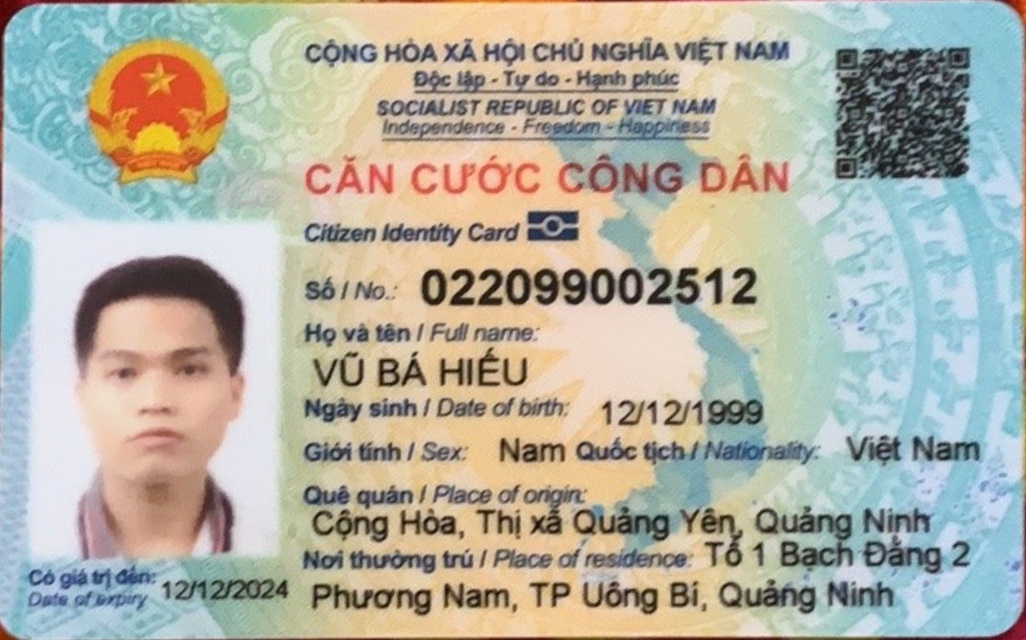 CỘNG HÒA XÃ HỘI CHỦ NGHĨA VIỆT NAM
Độc lập - Tự do - Hạnh phúc
SOCIALIST REPUBLIC OF VIET NAM
Independence - Freedom - Happiness
CĂN CƯỚC CÔNG DÂN
Citizen Identity Card
Số / No.: 022099002512
Họ và tên / Full name:
VŨ BÁ HIẾU
Ngày sinh / Date of birth: 12/12/1999
Giới tính / Sex: Nam Quốc tịch / Nationality: Việt Nam
Quê quán / Place of origin:
Cộng Hòa, Thị xã Quảng Yên, Quảng Ninh
Nơi thường trú / Place of residence: Tổ 1 Bạch Đằng 2
Phương Nam, TP Uông Bí, Quảng Ninh
Có giá trị đến: 12/12/2024
Date of expiry